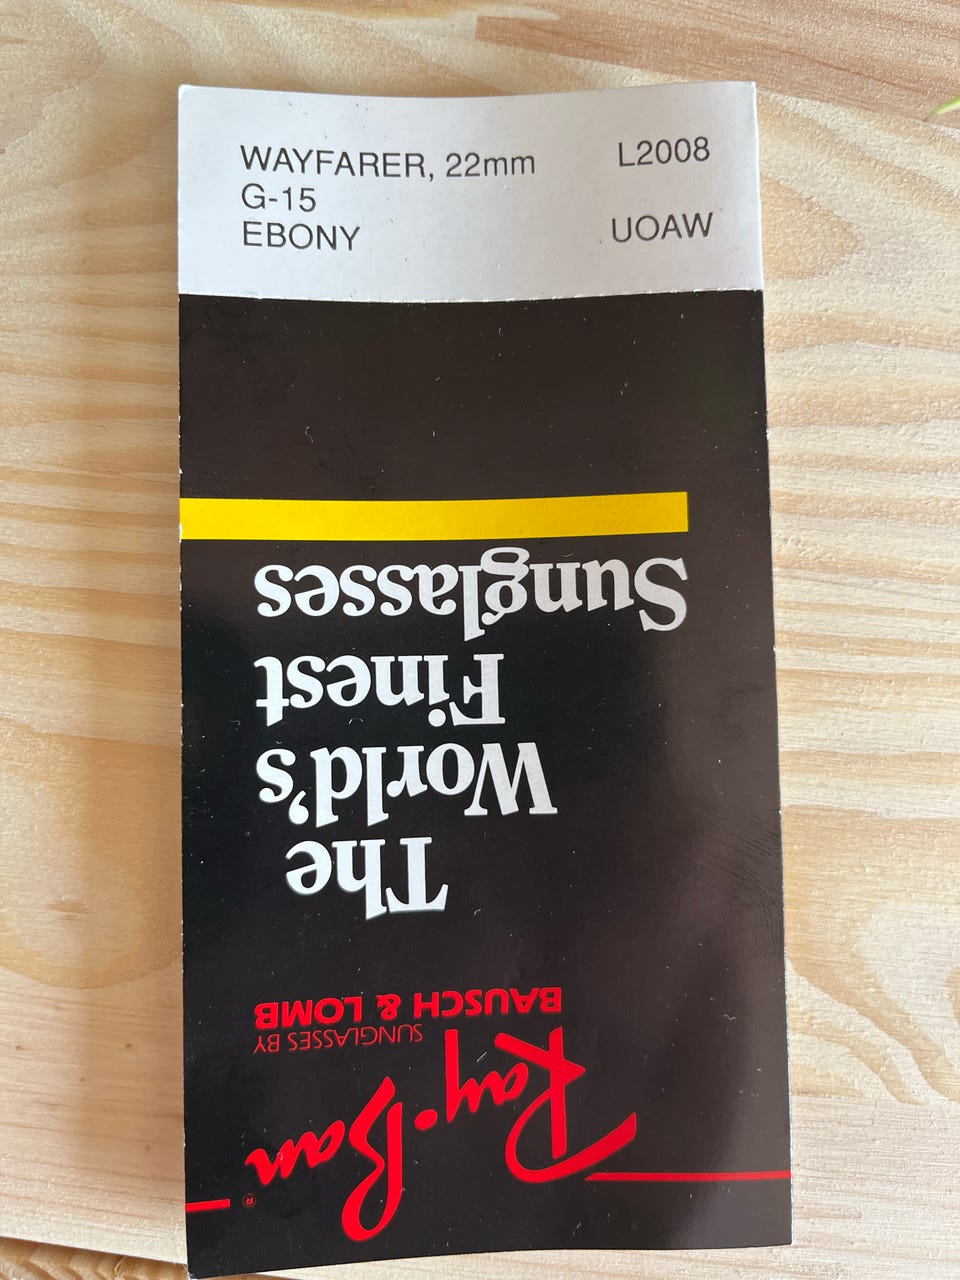 WAYFARER, 22mm L2008
G-15
EBONY UOAW
Ray-Ban ®
SUNGLASSES BY
BAUSCH & LOMB
The
World's
Finest
Sunglasses